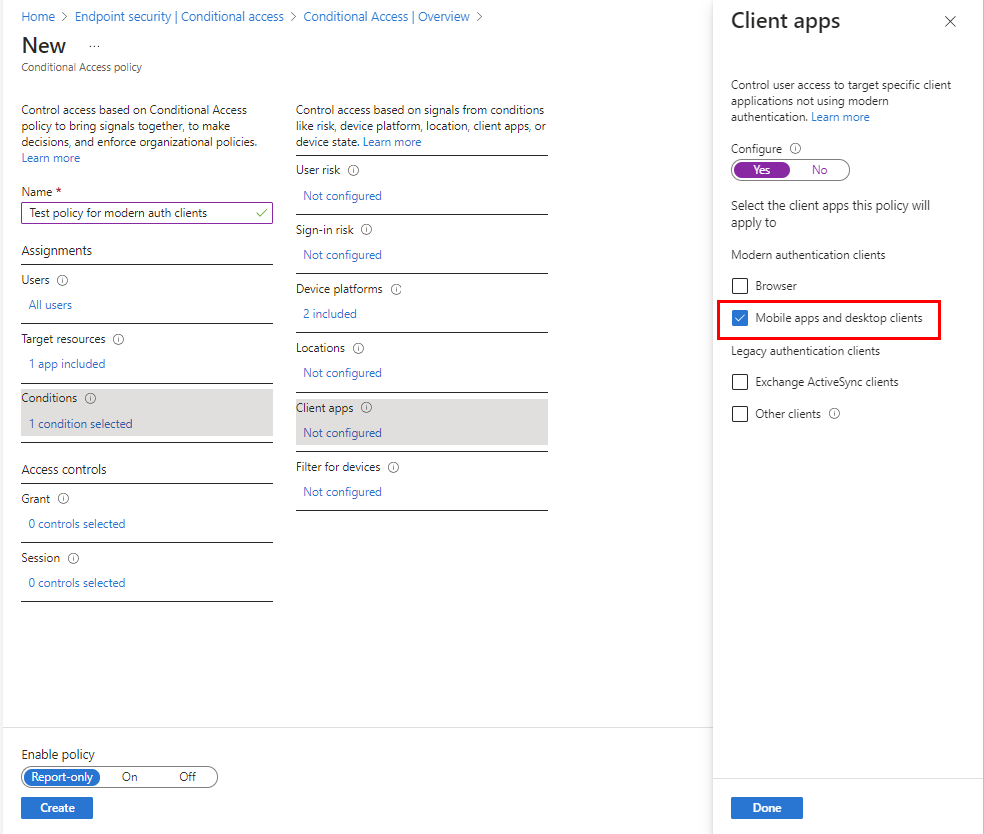 Home > Endpoint security | Conditional access > Conditional Access | Overview >
New ...
Conditional Access policy
Control access based on Conditional Access
policy to bring signals together, to make
decisions, and enforce organizational policies.
Learn more
Name *
Test policy for modern auth clients
Assignments
Users
All users
Target resources
1 app included
Conditions
1 condition selected
Access controls
Grant
0 controls selected
Session
0 controls selected
Control access based on signals from conditions
like risk, device platform, location, client apps, or
device state. Learn more
User risk
Not configured
Sign-in risk
Not configured
Device platforms
2 included
Locations
Not configured
Client apps
Not configured
Filter for devices
Not configured
Enable policy
Report-only On Off
Create
Client apps
Control user access to target specific client
applications not using modern
authentication. Learn more
Configure
Yes No
Select the client apps this policy will
apply to
Modern authentication clients
Browser
Mobile apps and desktop clients
Legacy authentication clients
Exchange ActiveSync clients
Other clients
Done